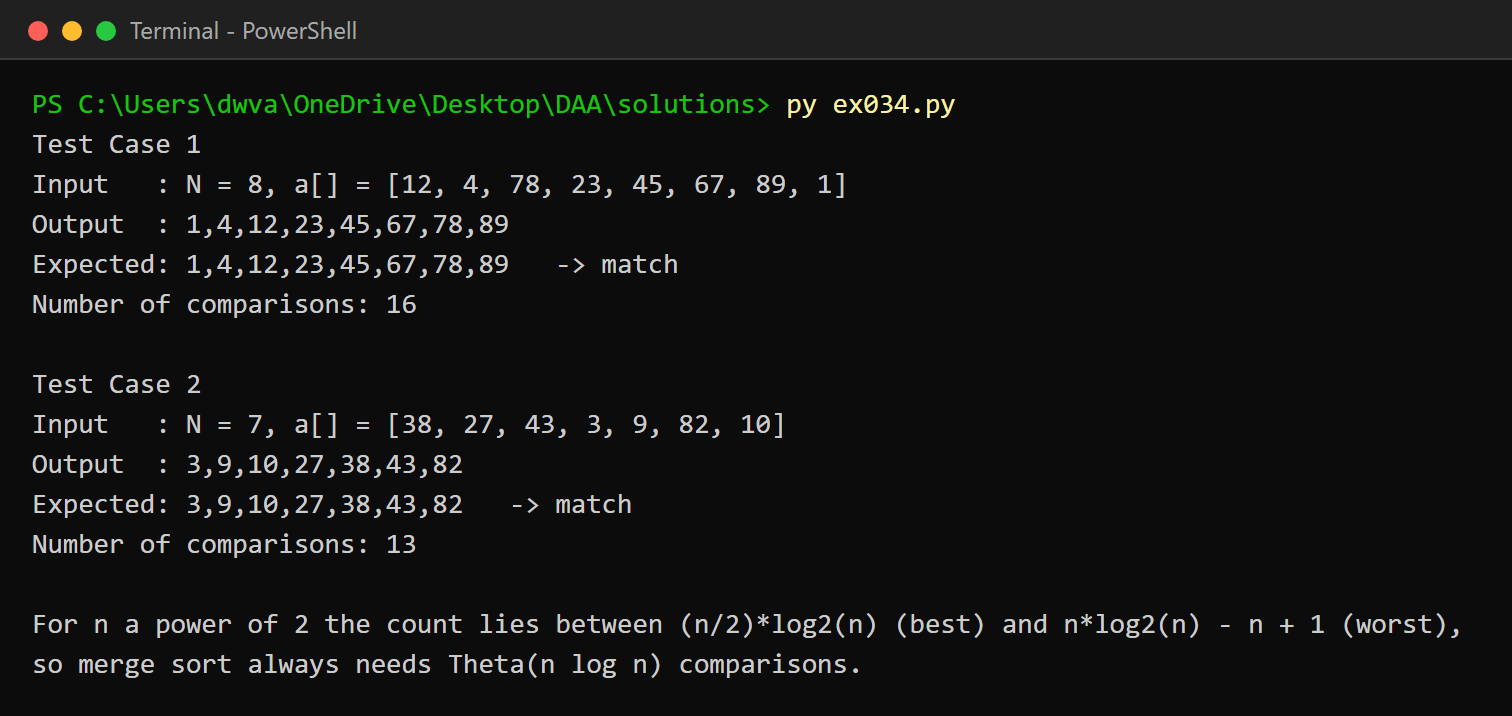 Terminal - PowerShell
PS C:\Users\dwva\OneDrive\Desktop\DAA\solutions> py ex034.py
Test Case 1
Input   : N = 8, a[] = [12, 4, 78, 23, 45, 67, 89, 1]
Output  : 1,4,12,23,45,67,78,89
Expected: 1,4,12,23,45,67,78,89   -> match
Number of comparisons: 16

Test Case 2
Input   : N = 7, a[] = [38, 27, 43, 3, 9, 82, 10]
Output  : 3,9,10,27,38,43,82
Expected: 3,9,10,27,38,43,82   -> match
Number of comparisons: 13

For n a power of 2 the count lies between (n/2)*log2(n) (best) and n*log2(n) - n + 1 (worst),
so merge sort always needs Theta(n log n) comparisons.